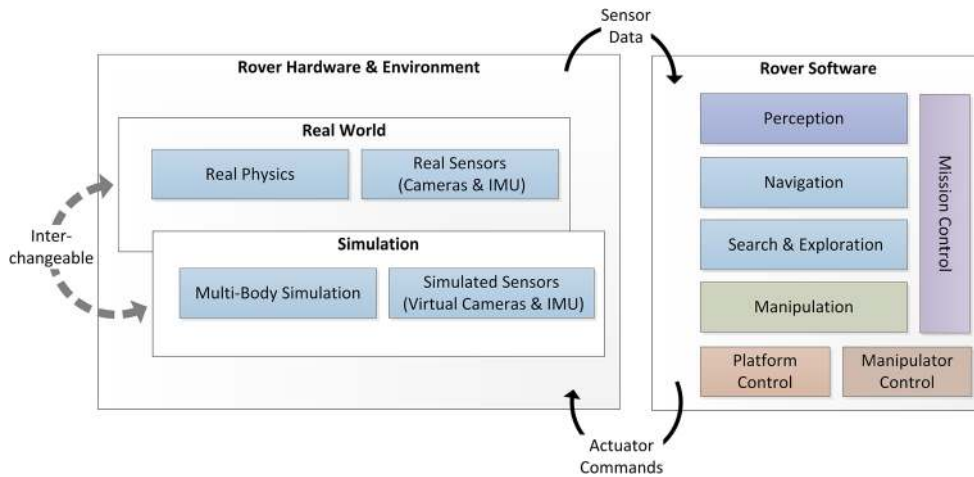 Sensor
Data
Rover Hardware & Environment
Real World
Real Physics
Real Sensors
(Cameras & IMU)
Inter-
changeable
Simulation
Multi-Body Simulation
Simulated Sensors
(Virtual Cameras & IMU)
Rover Software
Perception
Navigation
Search & Exploration
Manipulation
Mission Control
Platform
Control
Manipulator
Control
Actuator
Commands